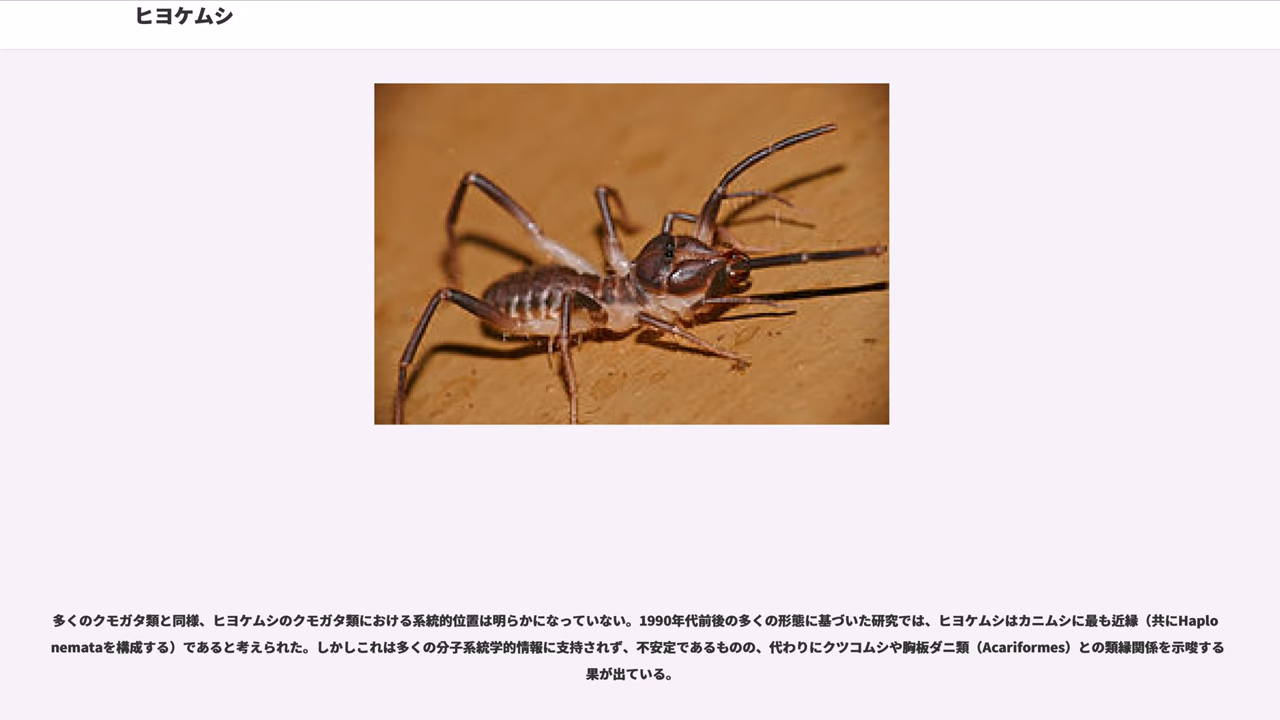 ヒヨケムシ
多くのクモガタ類と同様、ヒヨケムシのクモガタ類における系統的位置は明らかになっていない。1990年代前後の多くの形態に基づいた研究では、ヒヨケムシはカニムシに最も近縁（共にHaplo
nemataを構成する）であると考えられた。しかしこれは多くの分子系統学的情報に支持されず、不安定であるものの、代わりにクツコムシや胸板ダニ類（Acariformes）との類縁関係を示唆する
果が出ている。